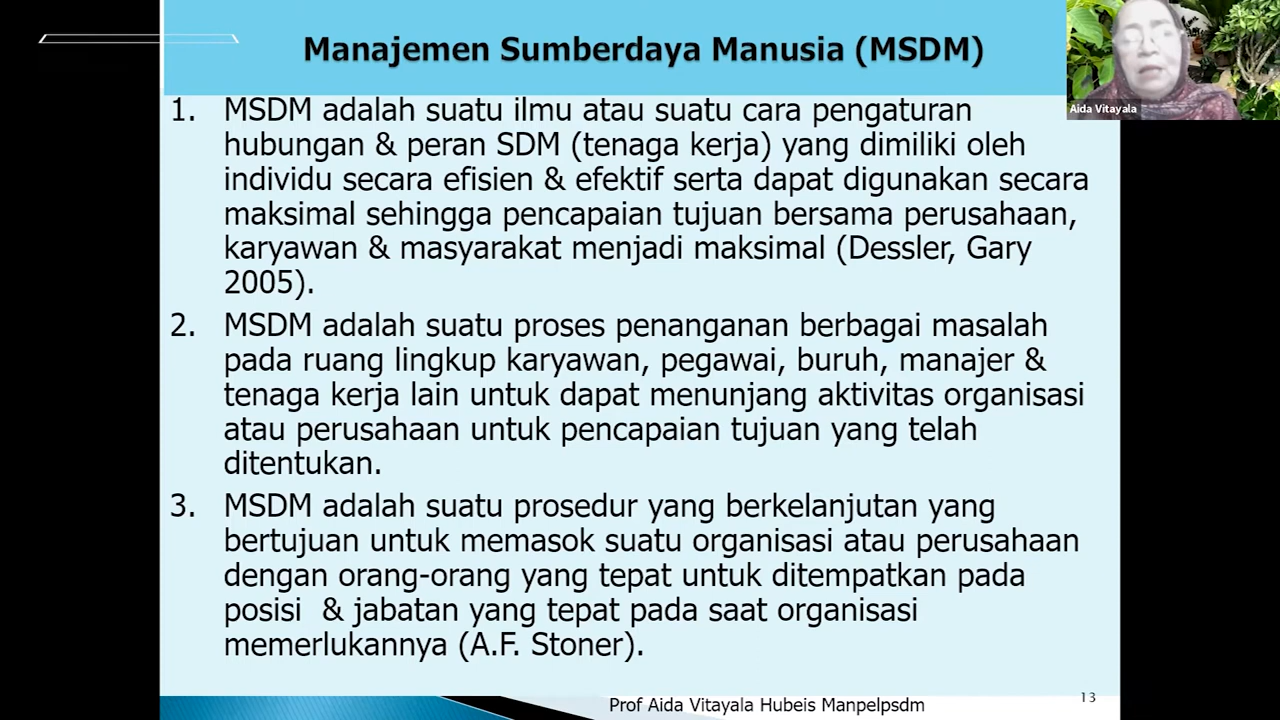 Manajemen Sumberdaya Manusia (MSDM)
Aida Vitayala
1. MSDM adalah suatu ilmu atau suatu cara pengaturan
hubungan & peran SDM (tenaga kerja) yang dimiliki oleh
individu secara efisien & efektif serta dapat digunakan secara
maksimal sehingga pencapaian tujuan bersama perusahaan,
karyawan & masyarakat menjadi maksimal (Dessler, Gary
2005).
2. MSDM adalah suatu proses penanganan berbagai masalah
pada ruang lingkup karyawan, pegawai, buruh, manajer &
tenaga kerja lain untuk dapat menunjang aktivitas organisasi
atau perusahaan untuk pencapaian tujuan yang telah
ditentukan.
3. MSDM adalah suatu prosedur yang berkelanjutan yang
bertujuan untuk memasok suatu organisasi atau perusahaan
dengan orang-orang yang tepat untuk ditempatkan pada
posisi  & jabatan yang tepat pada saat organisasi
memerlukannya (A.F. Stoner).
Prof Aida Vitayala Hubeis Manpelpsdm
13